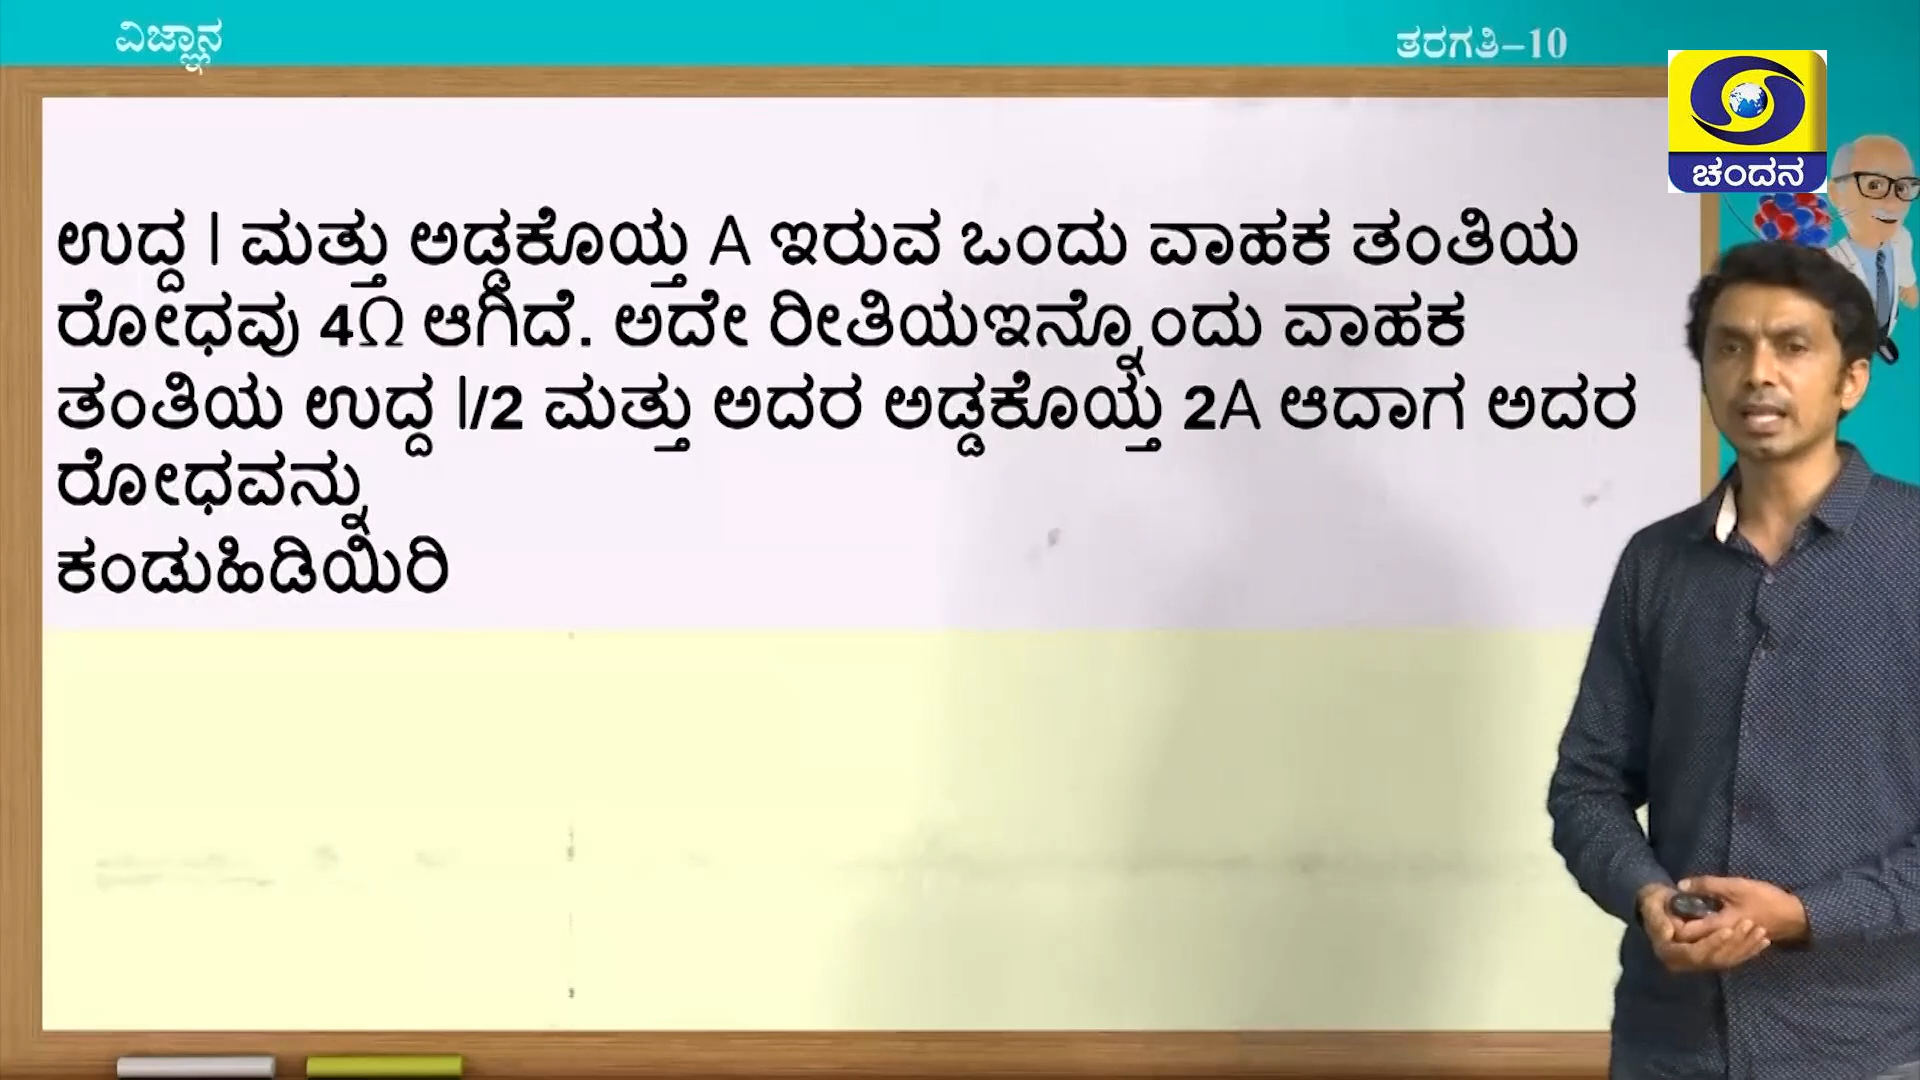 ವಿಜ್ಞಾನ
ತರಗತಿ–10
ಚಂದನ
ಉದ್ದ l ಮತ್ತು ಅಡ್ಡಕೊಯ್ತ A ಇರುವ ಒಂದು ವಾಹಕ ತಂತಿಯ
ರೋಧವು 4Ω ಆಗಿದೆ. ಅದೇ ರೀತಿಯಇನ್ನೊಂದು ವಾಹಕ
ತಂತಿಯ ಉದ್ದ l/2 ಮತ್ತು ಅದರ ಅಡ್ಡಕೊಯ್ತ 2A ಆದಾಗ ಅದರ
ರೋಧವನ್ನು
ಕಂಡುಹಿಡಿಯಿರಿ